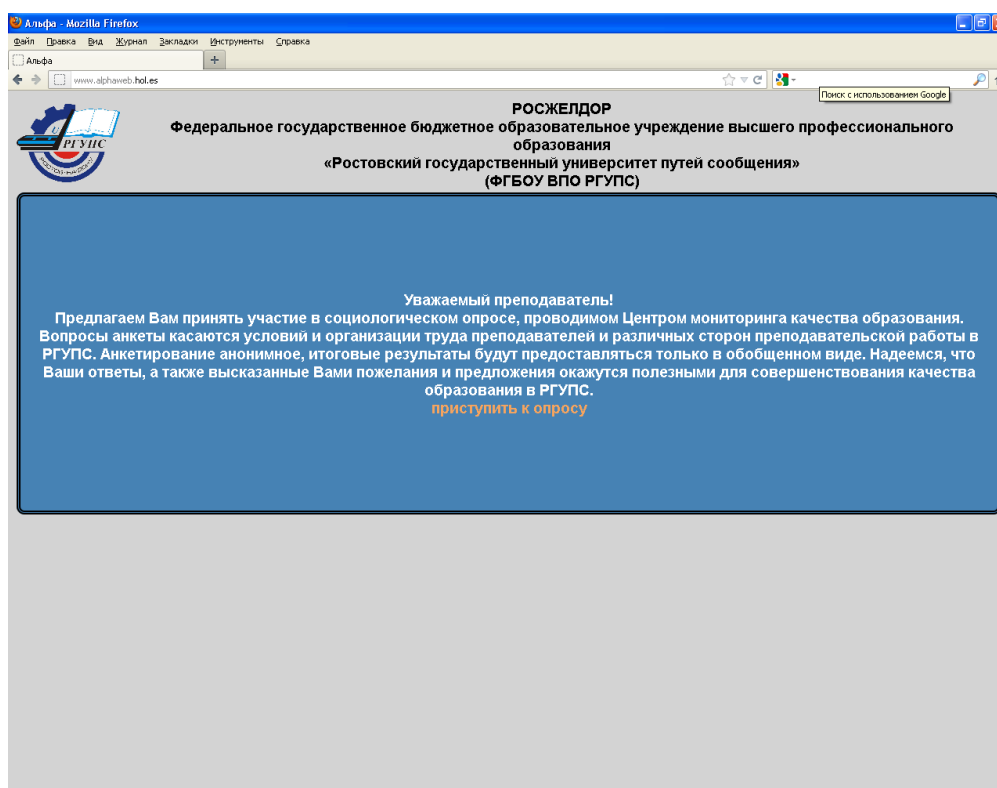 Альфа - Mozilla Firefox
Файл Правка Вид Журнал Закладки Инструменты Справка
Альфа
www.alphaweb.hol.es
Поиск с использованием Google
РГУПС
РОСТОВ-НА-ДОНУ
РОСЖЕЛДОР
Федеральное государственное бюджетное образовательное учреждение высшего профессионального
образования
«Ростовский государственный университет путей сообщения»
(ФГБОУ ВПО РГУПС)
Уважаемый преподаватель!
Предлагаем Вам принять участие в социологическом опросе, проводимом Центром мониторинга качества образования.
Вопросы анкеты касаются условий и организации труда преподавателей и различных сторон преподавательской работы в
РГУПС. Анкетирование анонимное, итоговые результаты будут предоставляться только в обобщенном виде. Надеемся, что
Ваши ответы, а также высказанные Вами пожелания и предложения окажутся полезными для совершенствования качества
образования в РГУПС.
приступить к опросу